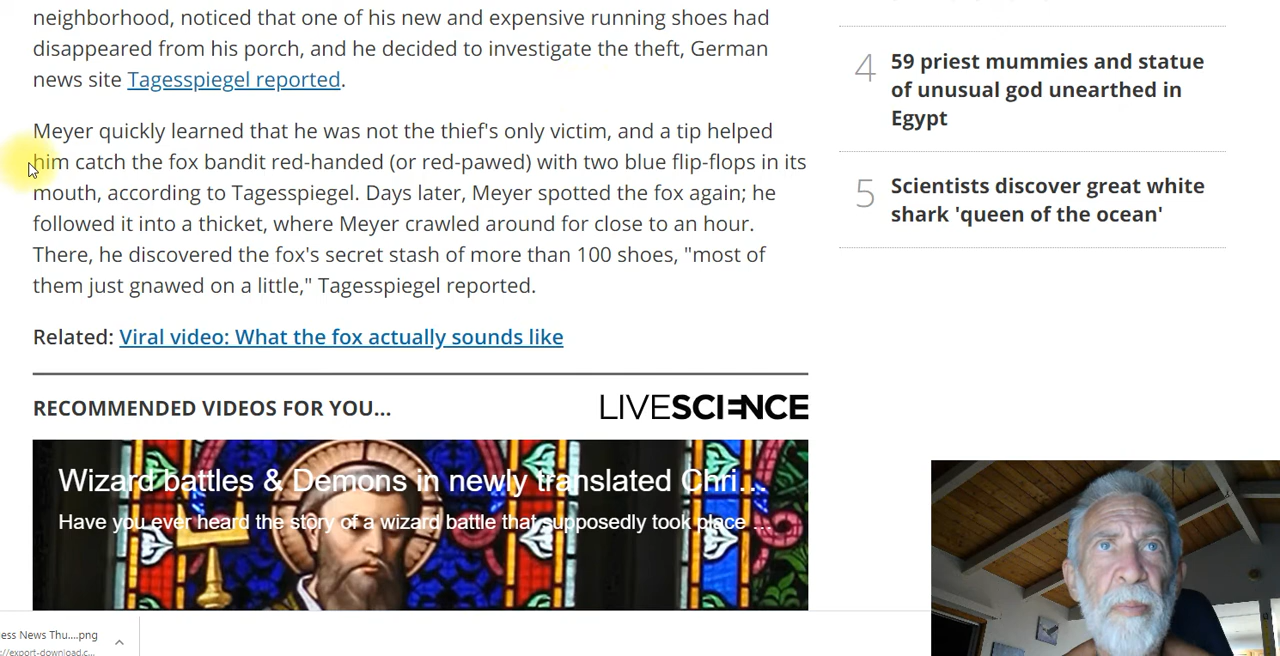 neighborhood, noticed that one of his new and expensive running shoes had
disappeared from his porch, and he decided to investigate the theft, German
news site Tagesspiegel reported.
Meyer quickly learned that he was not the thief's only victim, and a tip helped
him catch the fox bandit red-handed (or red-pawed) with two blue flip-flops in its
mouth, according to Tagesspiegel. Days later, Meyer spotted the fox again; he
followed it into a thicket, where Meyer crawled around for close to an hour.
There, he discovered the fox's secret stash of more than 100 shoes, "most of
them just gnawed on a little," Tagesspiegel reported.
Related: Viral video: What the fox actually sounds like
RECOMMENDED VIDEOS FOR YOU...
LIVESCIENCE
Wizard battles & Demons in newly translated Chri...
Have you ever heard the story of a wizard battle that supposedly took place ...
4
59 priest mummies and statue
of unusual god unearthed in
Egypt
5
Scientists discover great white
shark 'queen of the ocean'
ess News Thu....png
://export-download.c...